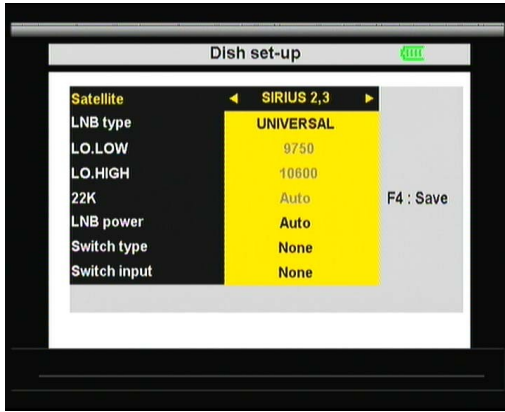 Dish set-up
Satellite SIRIUS 2,3
LNB type UNIVERSAL
LO.LOW 9750
LO.HIGH 10600
22K Auto F4 : Save
LNB power Auto
Switch type None
Switch input None